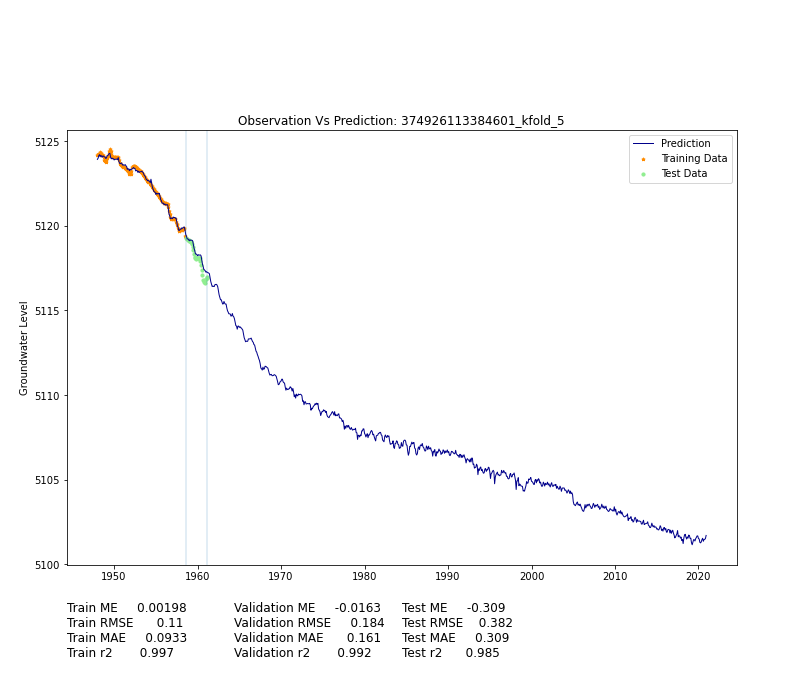 Observation Vs Prediction: 374926113384601_kfold_5
Prediction
Training Data
Test Data
5125
5120
5115
5110
5105
5100
Groundwater Level
1950 1960 1970 1980 1990 2000 2010 2020
Train ME 0.00198 Validation ME -0.0163 Test ME -0.309
Train RMSE 0.11 Validation RMSE 0.184 Test RMSE 0.382
Train MAE 0.0933 Validation MAE 0.161 Test MAE 0.309
Train r2 0.997 Validation r2 0.992 Test r2 0.985